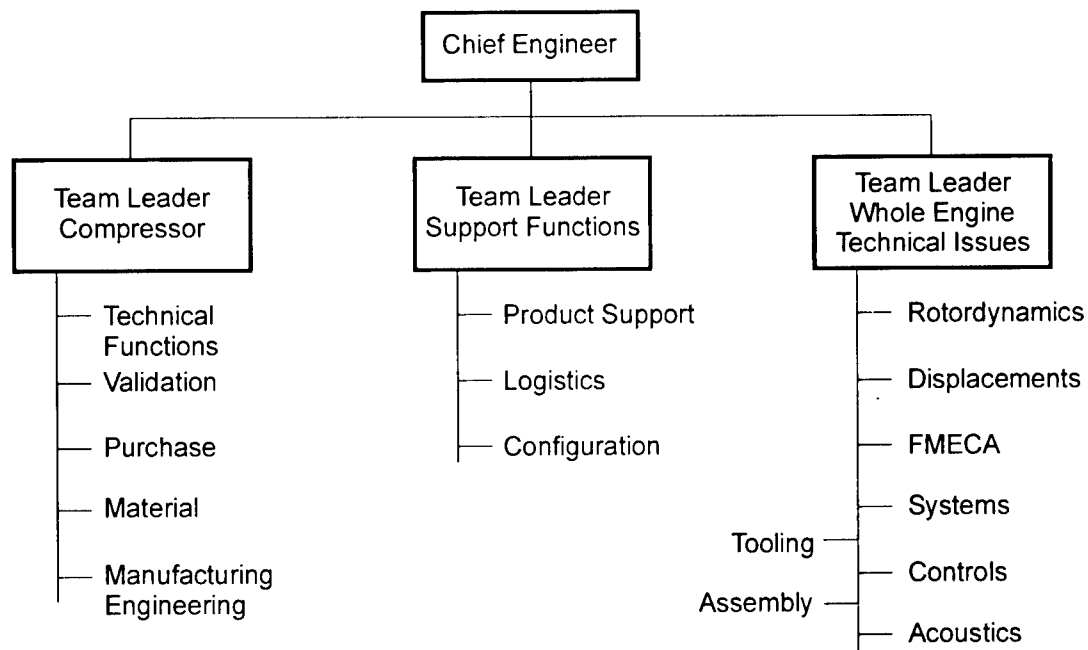 Chief Engineer
Team Leader
Compressor
Team Leader
Support Functions
Team Leader
Whole Engine
Technical Issues
Technical
Functions
Validation
Purchase
Material
Manufacturing
Engineering
Product Support
Logistics
Configuration
Rotordynamics
Displacements
FMECA
Systems
Tooling
Controls
Assembly
Acoustics